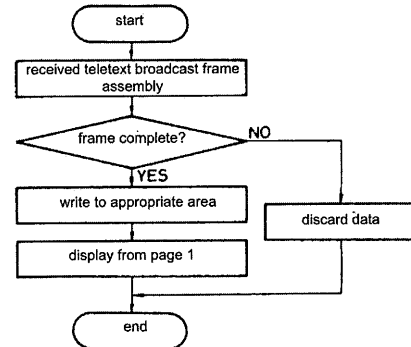 start
received teletext broadcast frame
assembly
frame complete?
NO
YES
write to appropriate area
discard data
display from page 1
end